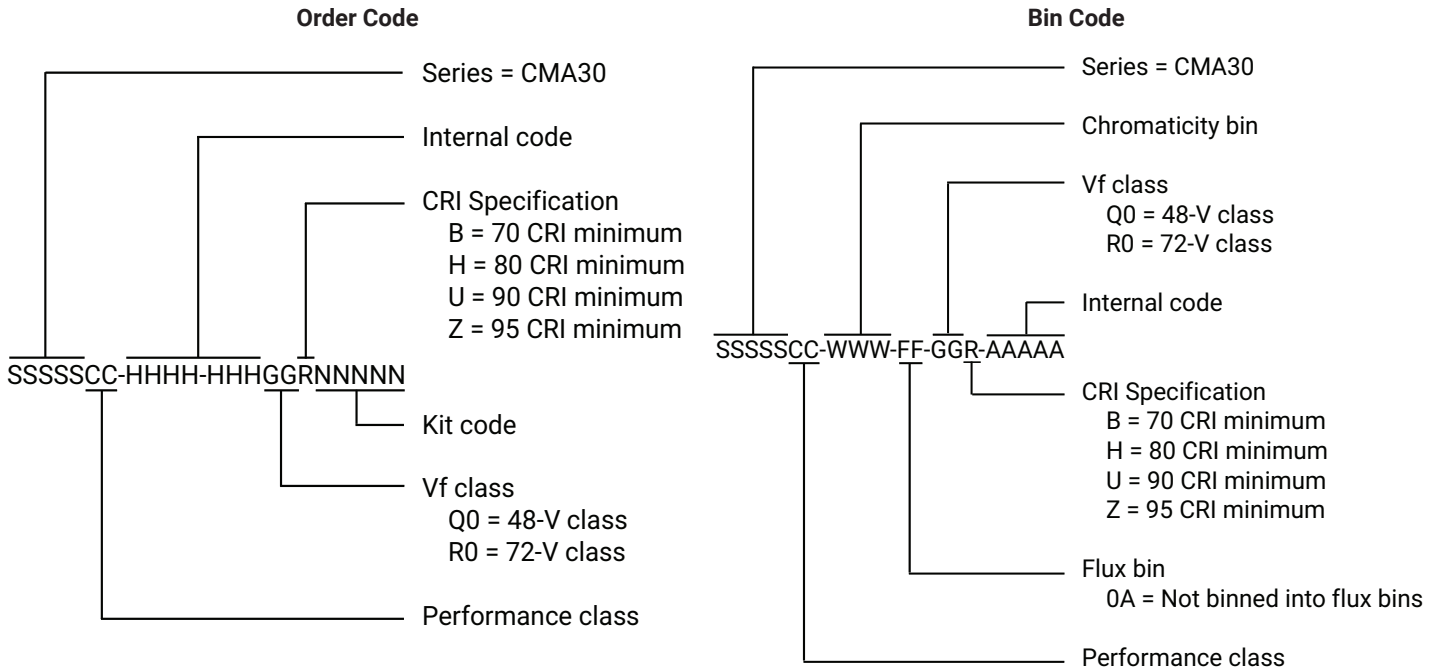 Order Code
Series = CMA30
Internal code
CRI Specification
B = 70 CRI minimum
H = 80 CRI minimum
U = 90 CRI minimum
Z = 95 CRI minimum
SSSSSCC-HHHH-HHHGGRNNNNN
Kit code
Vf class
Q0 = 48-V class
R0 = 72-V class
Performance class
Bin Code
Series = CMA30
Chromaticity bin
Vf class
Q0 = 48-V class
R0 = 72-V class
Internal code
SSSSSCC-WWW-FF-GGR-AAAAA
CRI Specification
B = 70 CRI minimum
H = 80 CRI minimum
U = 90 CRI minimum
Z = 95 CRI minimum
Flux bin
0A = Not binned into flux bins
Performance class